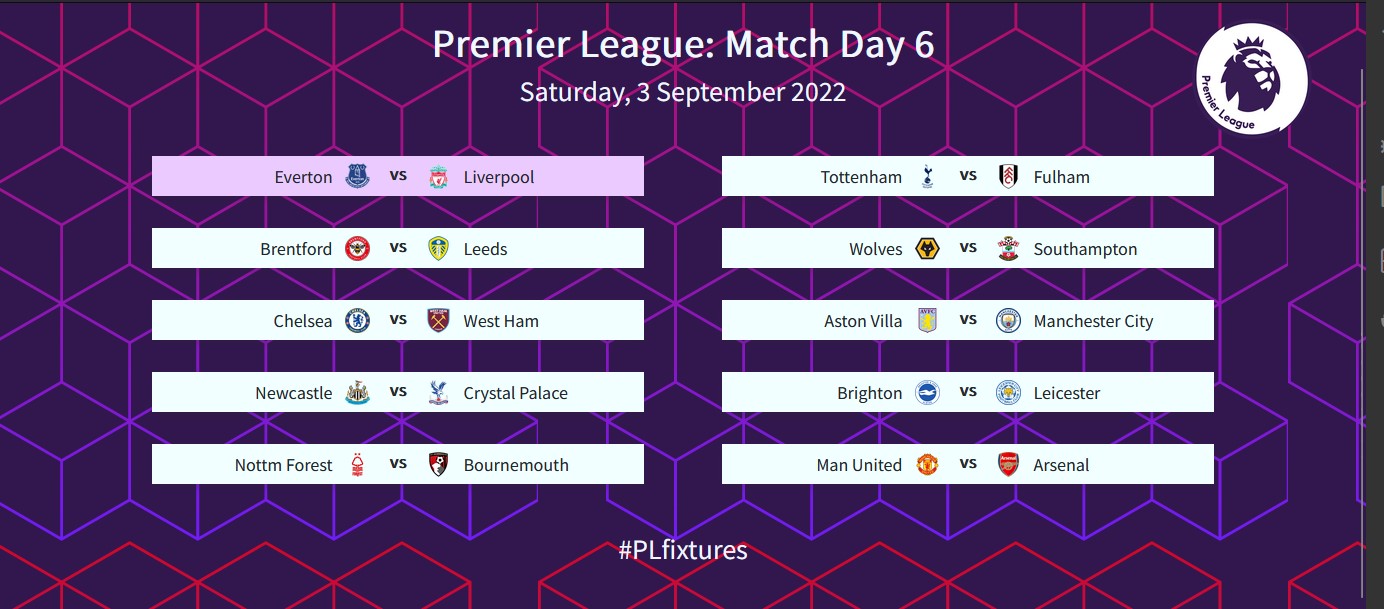 Premier League: Match Day 6
Saturday, 3 September 2022
Premier League
Everton vs Liverpool
Tottenham vs Fulham
Brentford vs Leeds
Wolves vs Southampton
Chelsea vs West Ham
Aston Villa vs Manchester City
Newcastle vs Crystal Palace
Brighton vs Leicester
Nottm Forest vs Bournemouth
Man United vs Arsenal
#PLfixtures